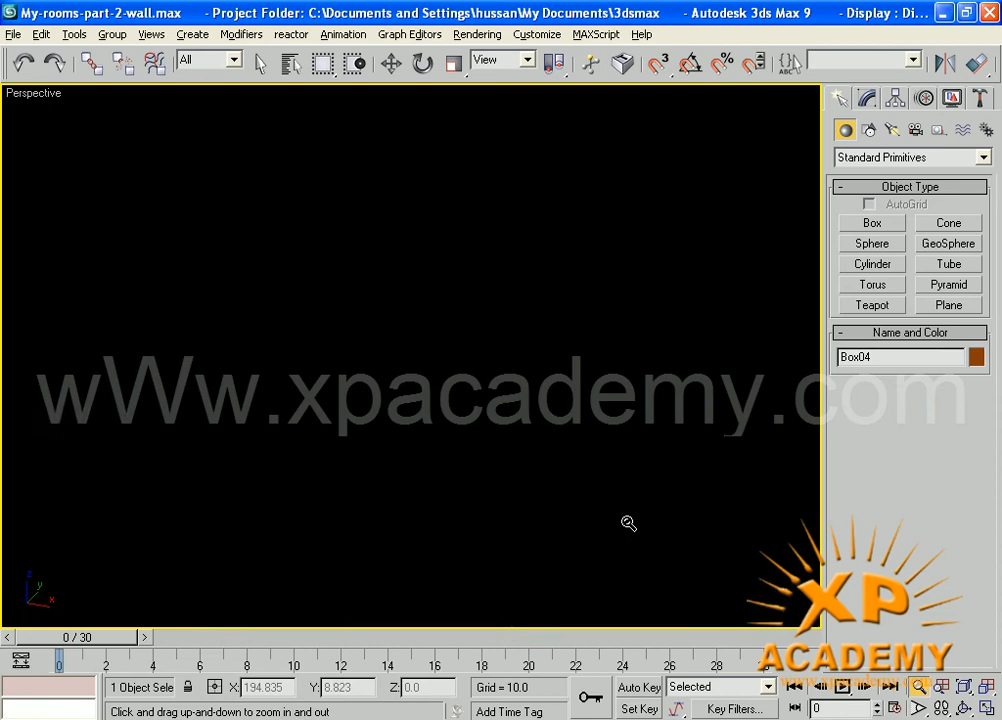 My-rooms-part-2-wall.max - Project Folder: C:\Documents and Settings\hussan\My Documents\3dsmax - Autodesk 3ds Max 9 - Display : Di...
File Edit Tools Group Views Create Modifiers reactor Animation Graph Editors Rendering Customize MAXScript Help
All
View
ABC
Perspective
Standard Primitives
Object Type
AutoGrid
Box Cone
Sphere GeoSphere
Cylinder Tube
Torus Pyramid
Teapot Plane
Name and Color
Box04
wWw.xpacademy.com
z
y
x
XP
ACADEMY
www.xpacademy.com
0 / 30
0 2 4 6 8 10 12 14 16 18 20 22 24 26 28
1 Object Sele X: 194.835 Y: 8.823 Z: 0.0 Grid = 10.0 Auto Key Selected
Click and drag up-and-down to zoom in and out Add Time Tag Set Key Key Filters... 0